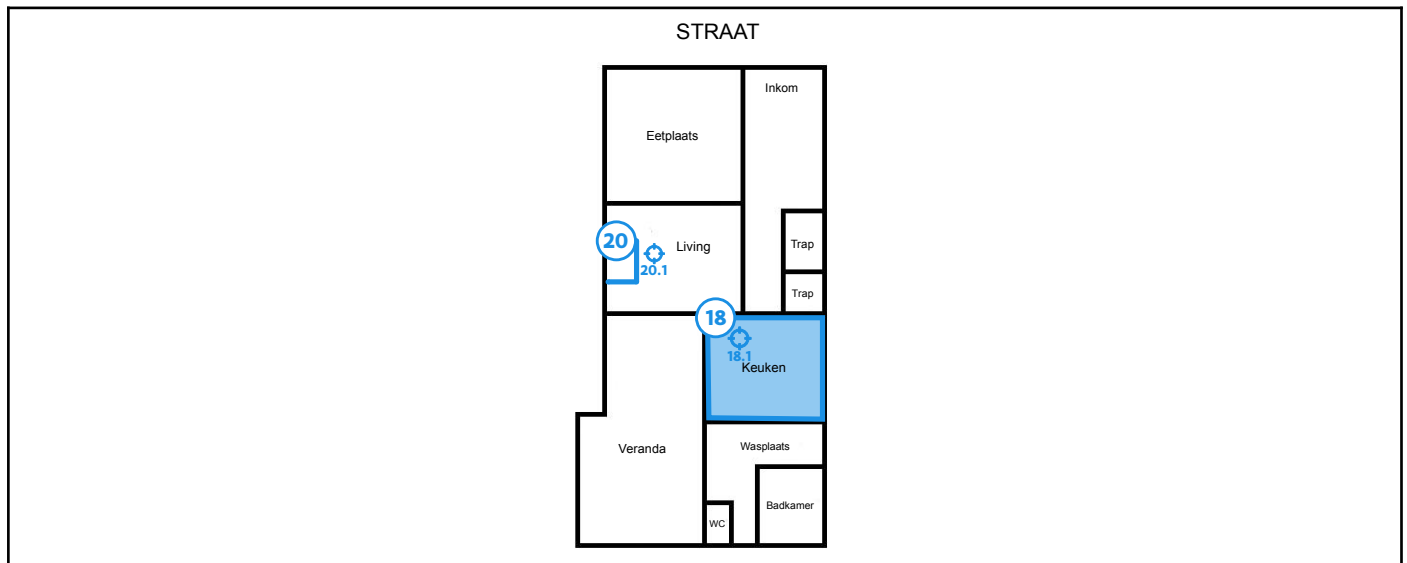 STRAAT
Inkom
Eetplaats
20
Living
Trap
20.1
Trap
18
18.1
Keuken
Veranda
Wasplaats
Badkamer
WC